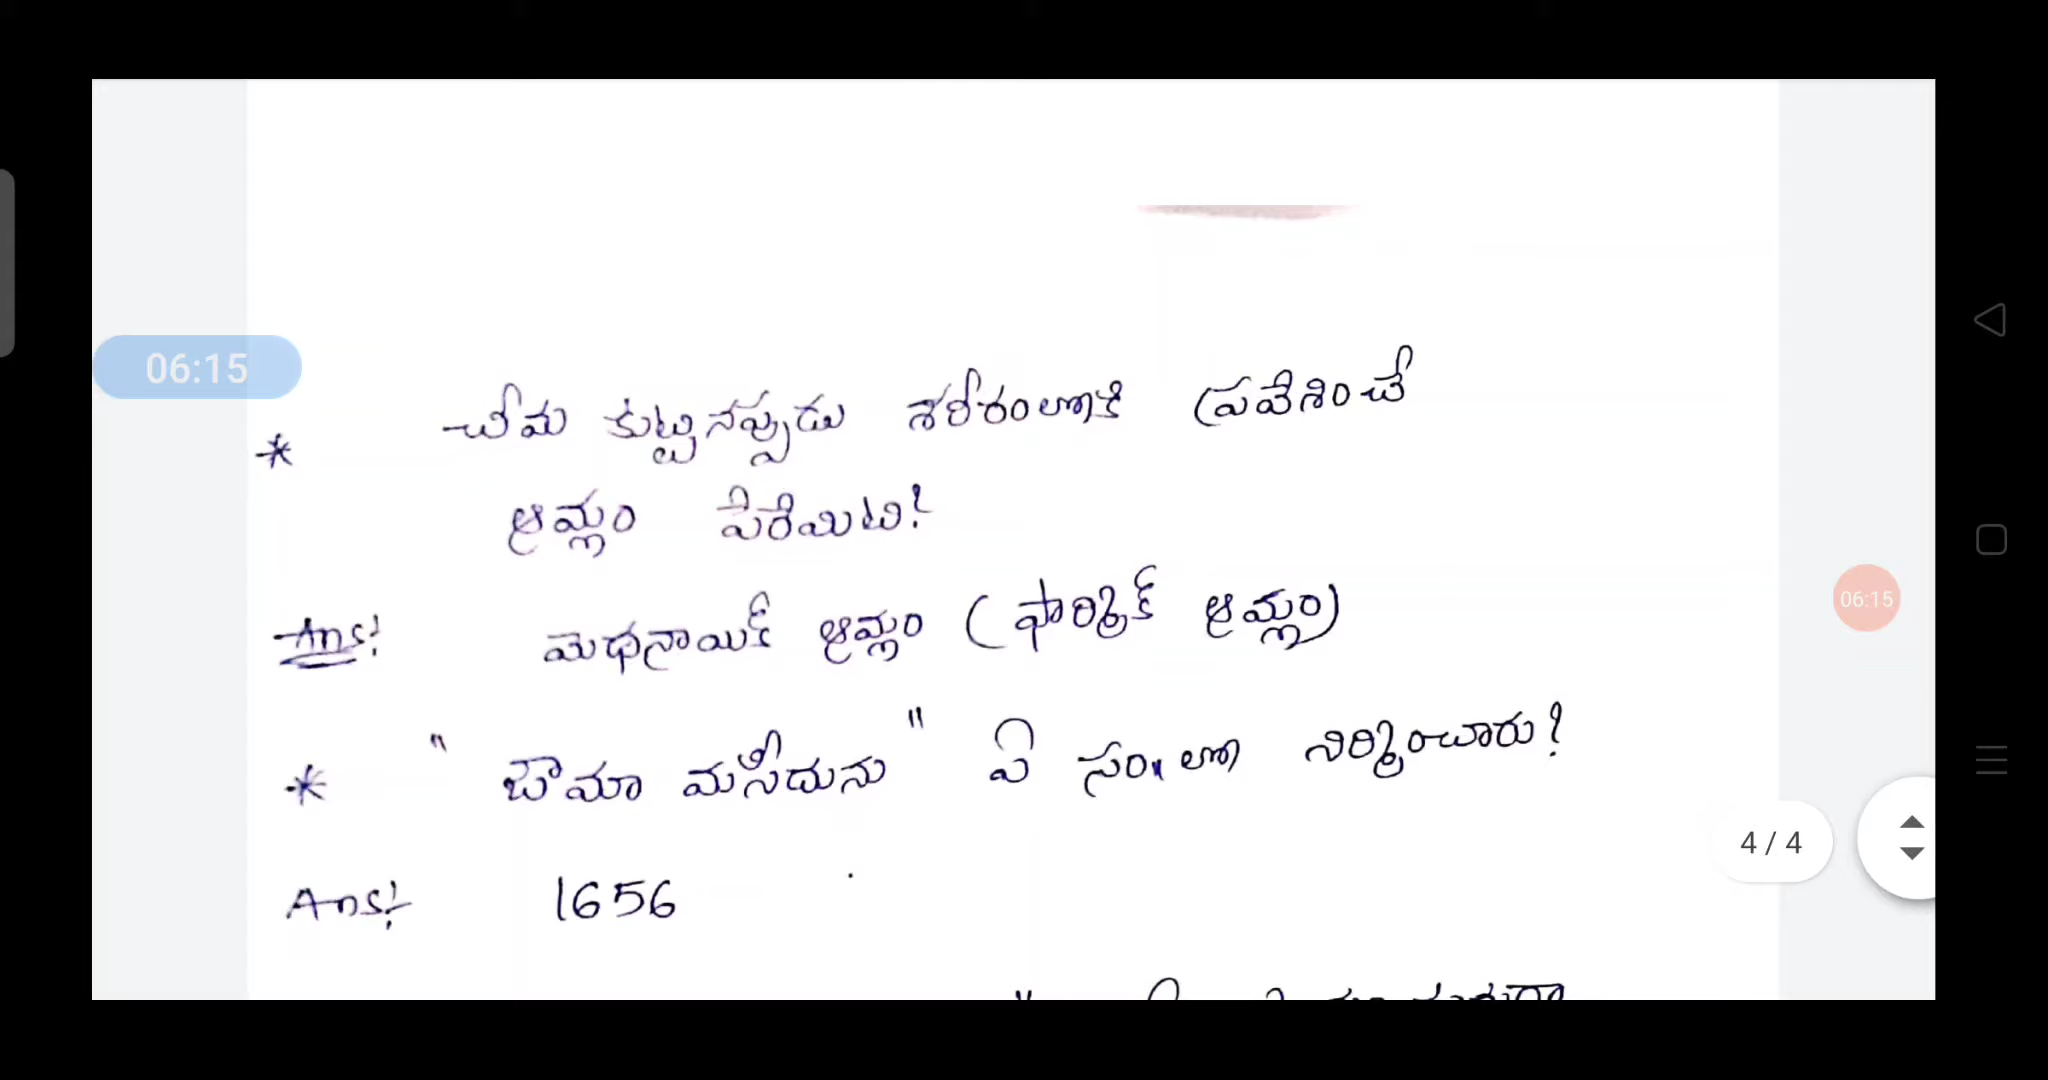 06:15
* చీమ కుట్టినప్పుడు శరీరంలోకి ప్రవేశించే
ఆమ్లం పేరేమిటి?
Ans: మెథనాయిక్ ఆమ్లం (ఫార్మిక్ ఆమ్లం)
06:15
* " జౌమా మసీదును " ఏ సం. లో నిర్మించారు?
4 / 4
Ans: 1656